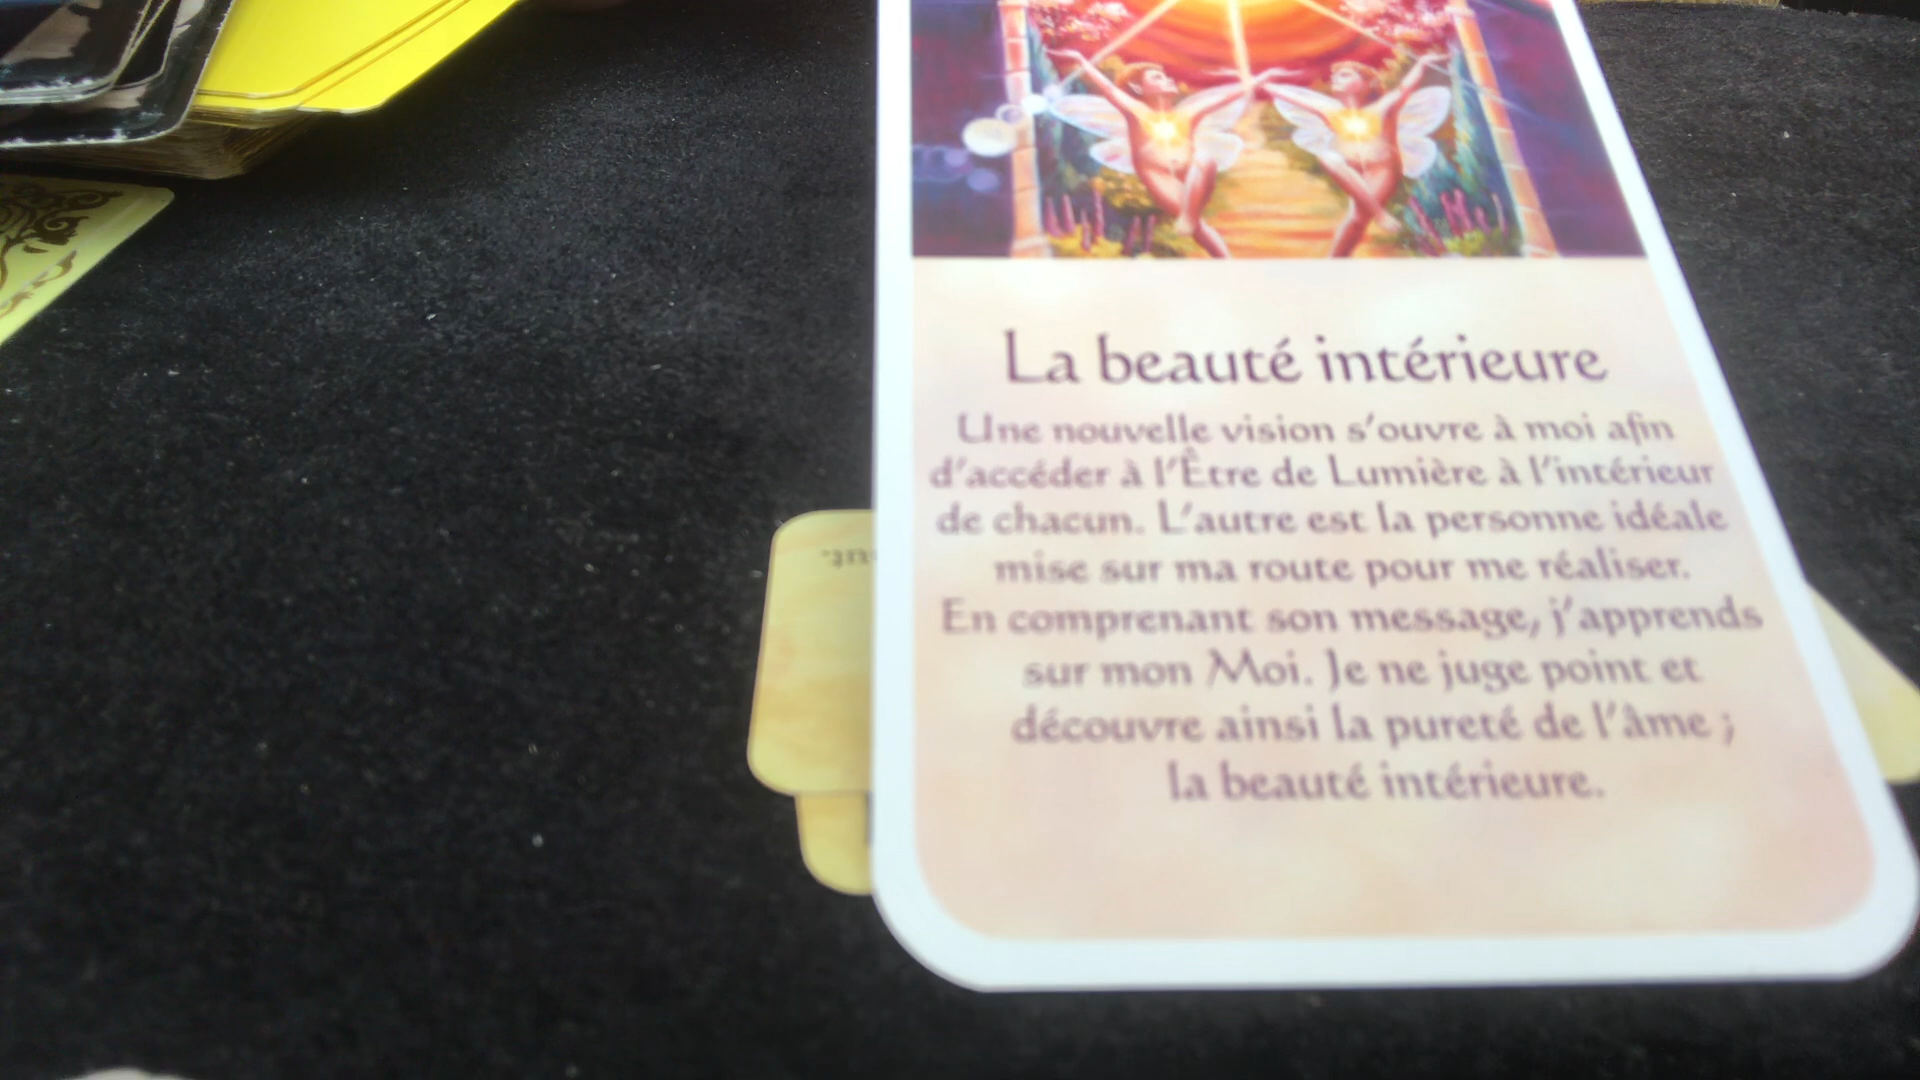 La beauté intérieure
Une nouvelle vision s'ouvre à moi afin
d'accéder à l'Être de Lumière à l'intérieur
de chacun. L'autre est la personne idéale
mise sur ma route pour me réaliser.
En comprenant son message, j'apprends
sur mon Moi. Je ne juge point et
découvre ainsi la pureté de l'âme ;
la beauté intérieure.